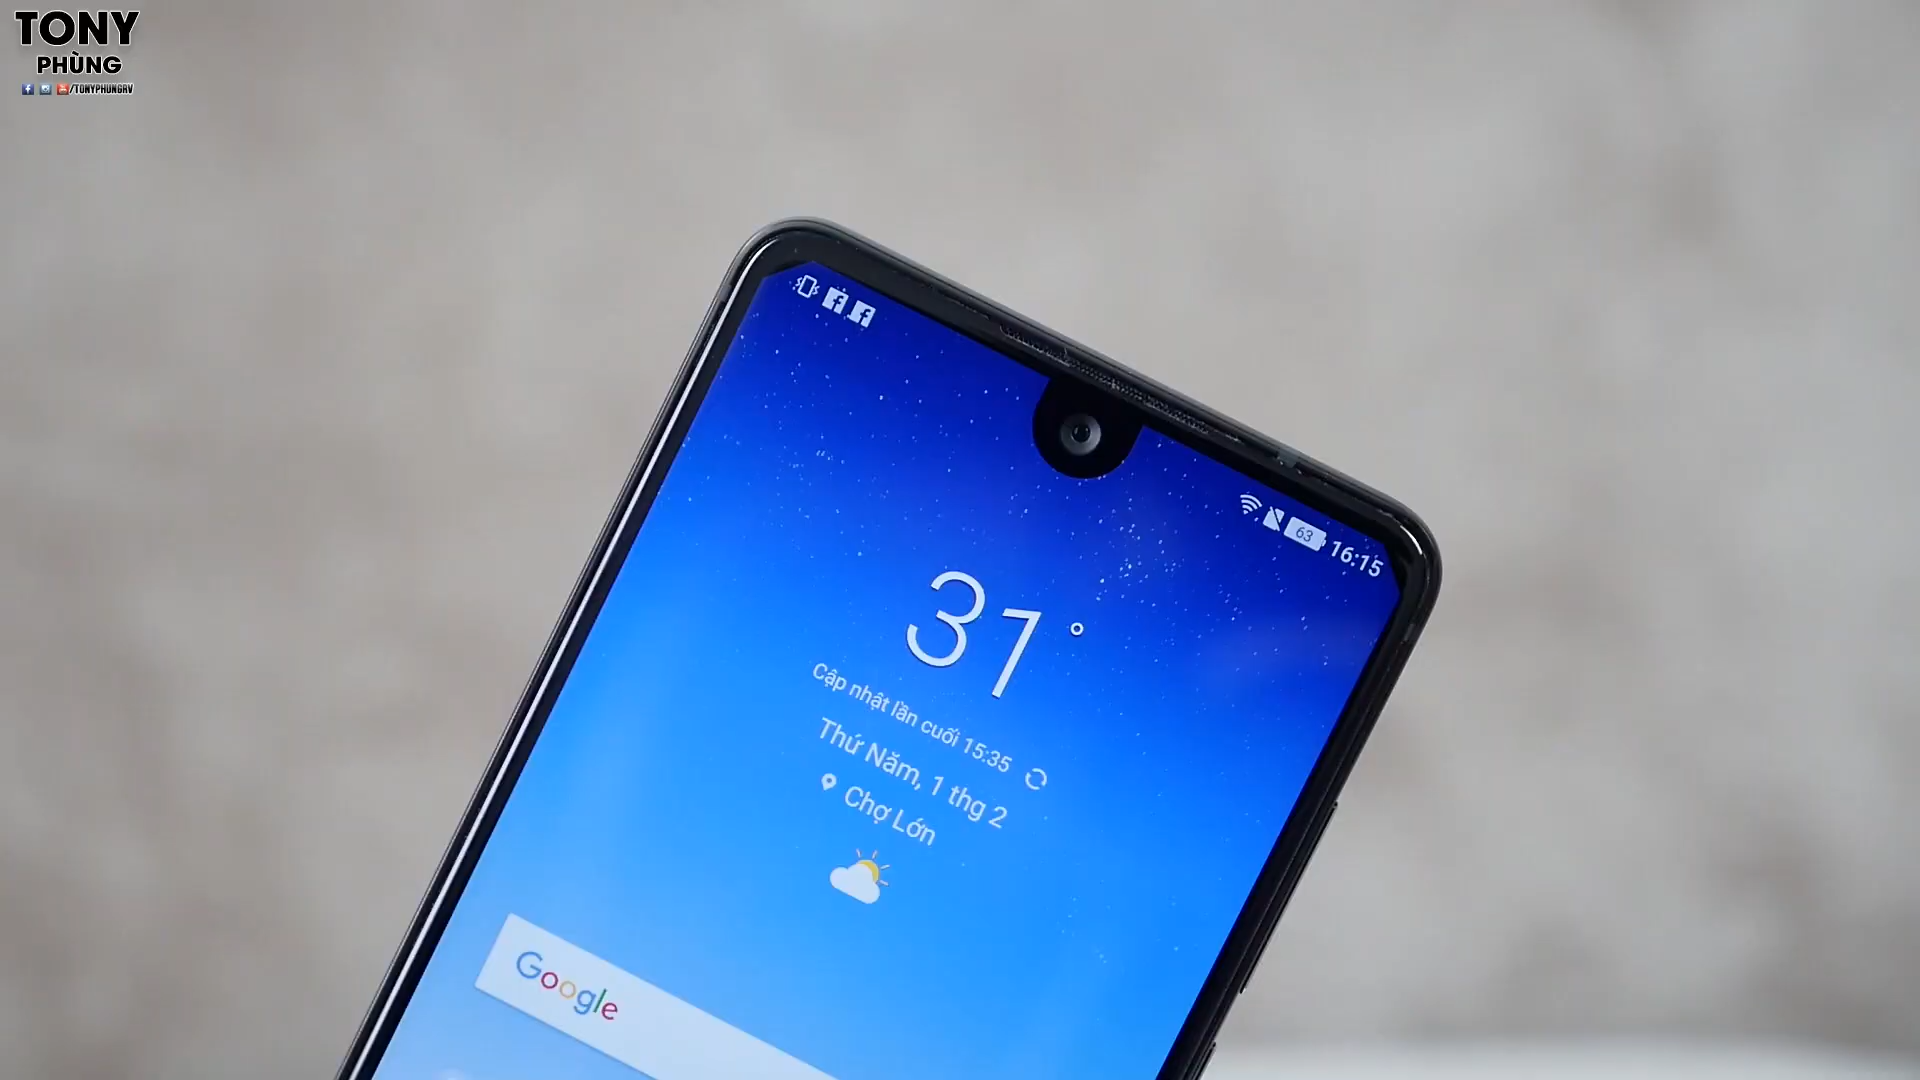 TONY
PHÙNG
/TONYPHUNGRV
63 16:15
31°
Cập nhật lần cuối 15:35
Thứ Năm, 1 thg 2
Chợ Lớn
Google